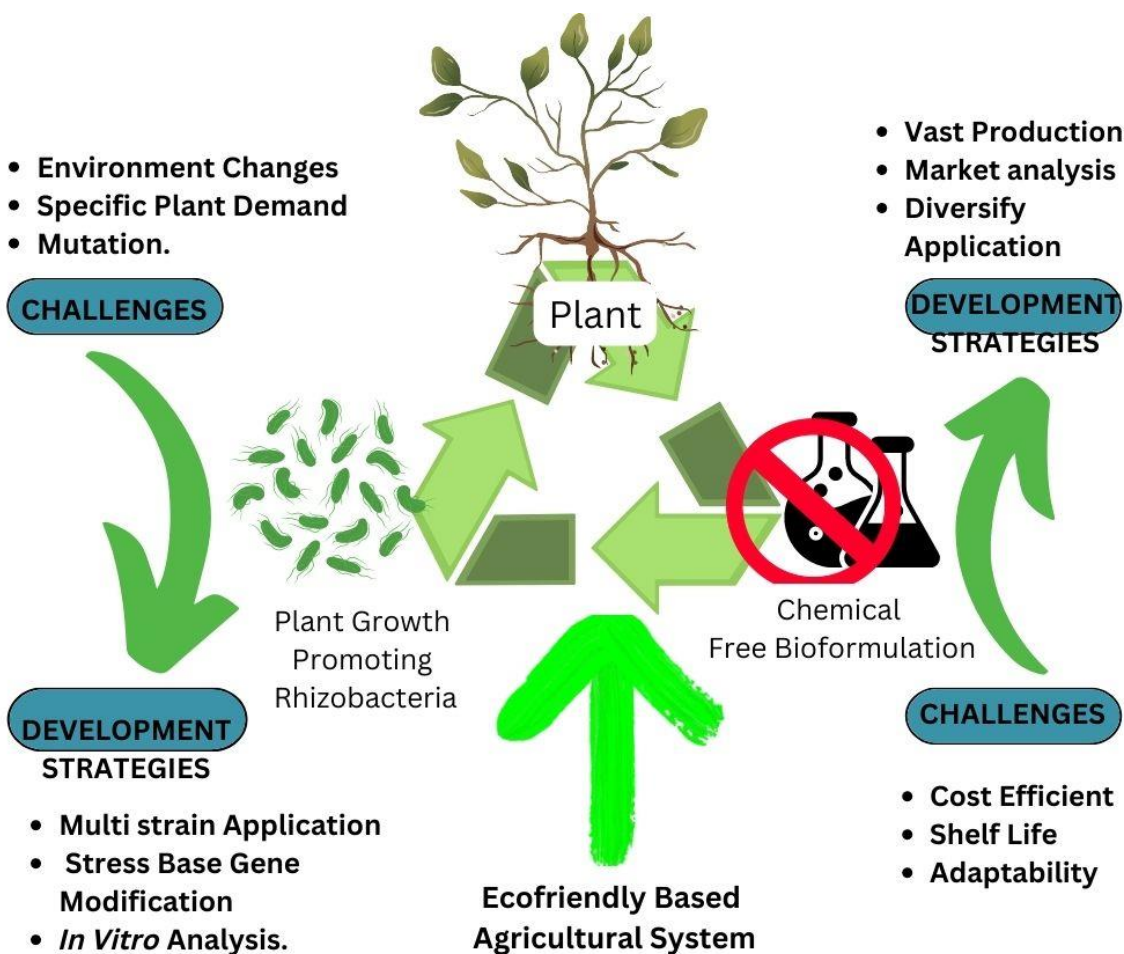 • Environment Changes
• Specific Plant Demand
• Mutation.
CHALLENGES
• Vast Production
• Market analysis
• Diversify
Application
DEVELOPMENT
STRATEGIES
Plant
Plant Growth
Promoting
Rhizobacteria
Chemical
Free Bioformulation
DEVELOPMENT
STRATEGIES
• Multi strain Application
• Stress Base Gene
Modification
• In Vitro Analysis.
CHALLENGES
• Cost Efficient
• Shelf Life
• Adaptability
Ecofriendly Based
Agricultural System